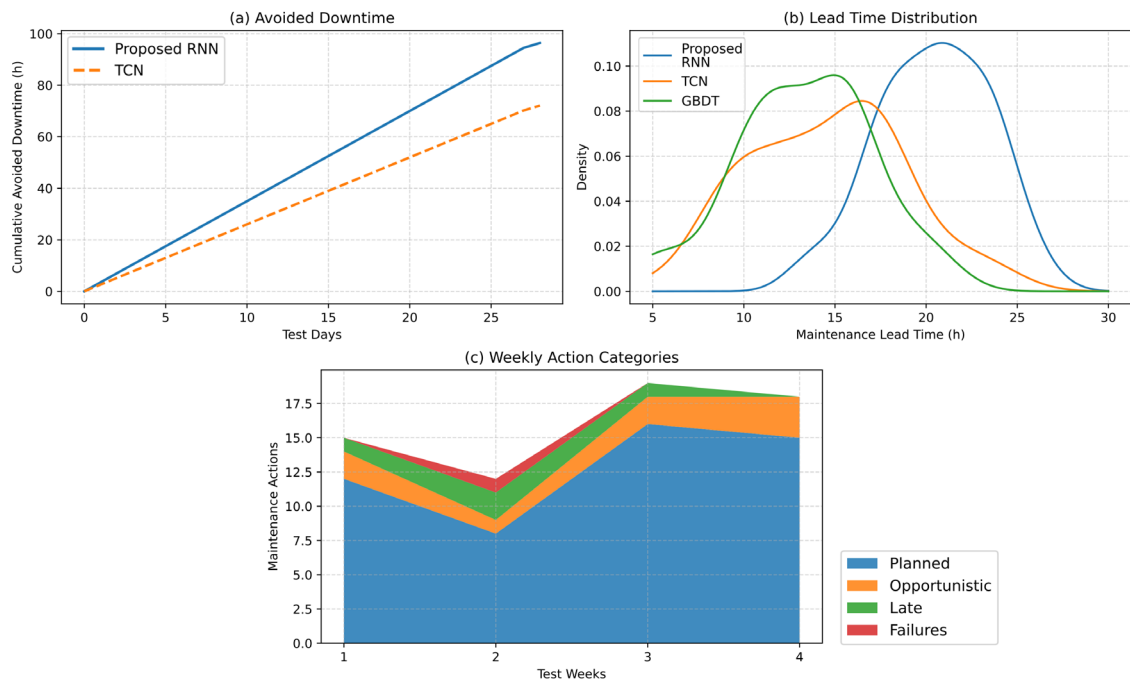 (a) Avoided Downtime
100
80
60
40
20
0
Cumulative Avoided Downtime (h)
Proposed RNN
TCN
0 5 10 15 20 25
Test Days
(b) Lead Time Distribution
0.10
0.08
0.06
0.04
0.02
0.00
Density
Proposed
RNN
TCN
GBDT
5 10 15 20 25 30
Maintenance Lead Time (h)
(c) Weekly Action Categories
17.5
15.0
12.5
10.0
7.5
5.0
2.5
0.0
Maintenance Actions
1 2 3 4
Test Weeks
Planned
Opportunistic
Late
Failures